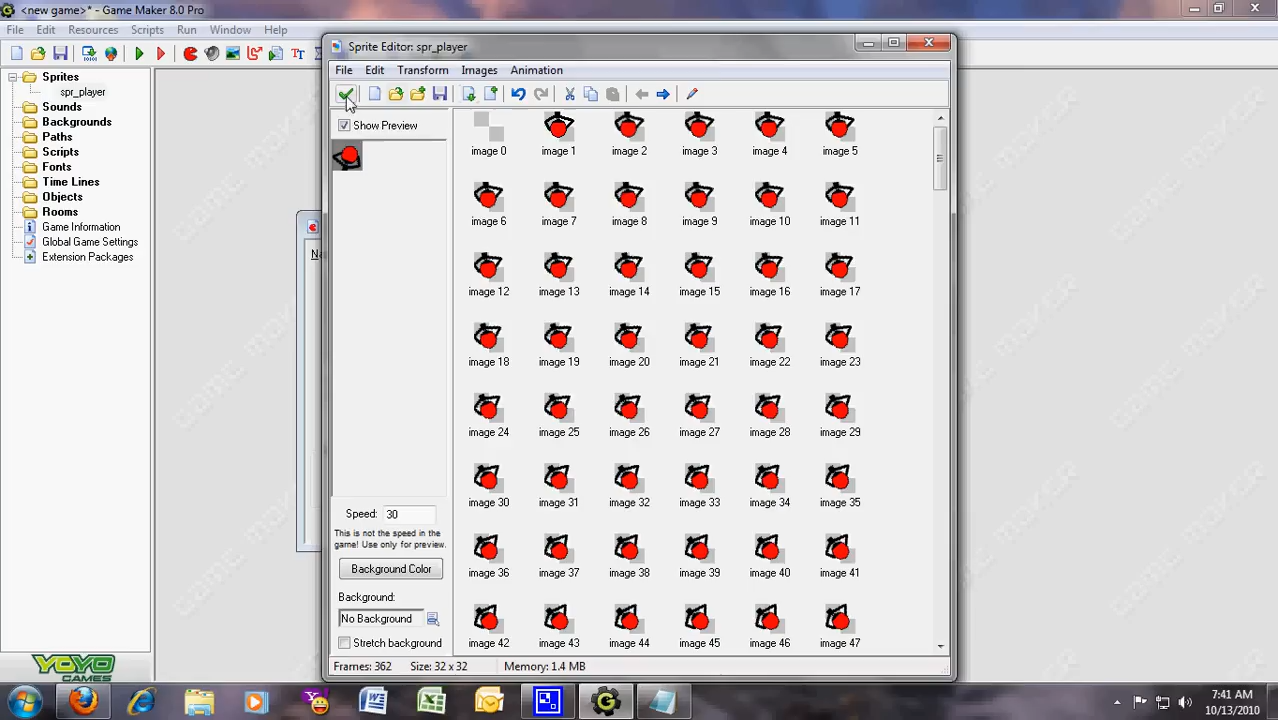 <new game>* - Game Maker 8.0 Pro
File Edit Resources Scripts Run Window Help
Sprites
spr_player
Sounds
Backgrounds
Paths
Scripts
Fonts
Time Lines
Objects
Rooms
Game Information
Global Game Settings
Extension Packages
YOYO
GAMES
Sprite Editor: spr_player
File Edit Transform Images Animation
Show Preview
image 0 image 1 image 2 image 3 image 4 image 5
image 6 image 7 image 8 image 9 image 10 image 11
image 12 image 13 image 14 image 15 image 16 image 17
image 18 image 19 image 20 image 21 image 22 image 23
image 24 image 25 image 26 image 27 image 28 image 29
image 30 image 31 image 32 image 33 image 34 image 35
image 36 image 37 image 38 image 39 image 40 image 41
image 42 image 43 image 44 image 45 image 46 image 47
Speed: 30
This is not the speed in the
game! Use only for preview.
Background Color
Background:
No Background
Stretch background
Frames: 362 Size: 32 x 32 Memory: 1.4 MB
7:41 AM
10/13/2010